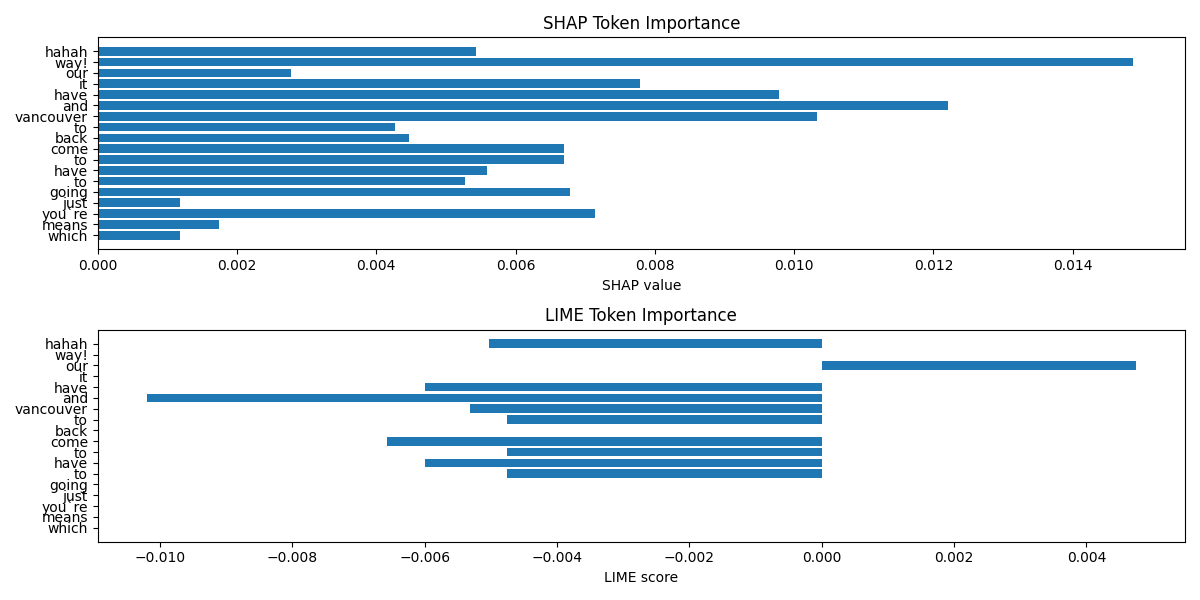 SHAP Token Importance
hahah
way!
our
it
have
and
vancouver
to
back
come
to
have
to
going
just
you`re
means
which
0.000 0.002 0.004 0.006 0.008 0.010 0.012 0.014
SHAP value
LIME Token Importance
hahah
way!
our
it
have
and
vancouver
to
back
come
to
have
to
going
just
you`re
means
which
−0.010 −0.008 −0.006 −0.004 −0.002 0.000 0.002 0.004
LIME score